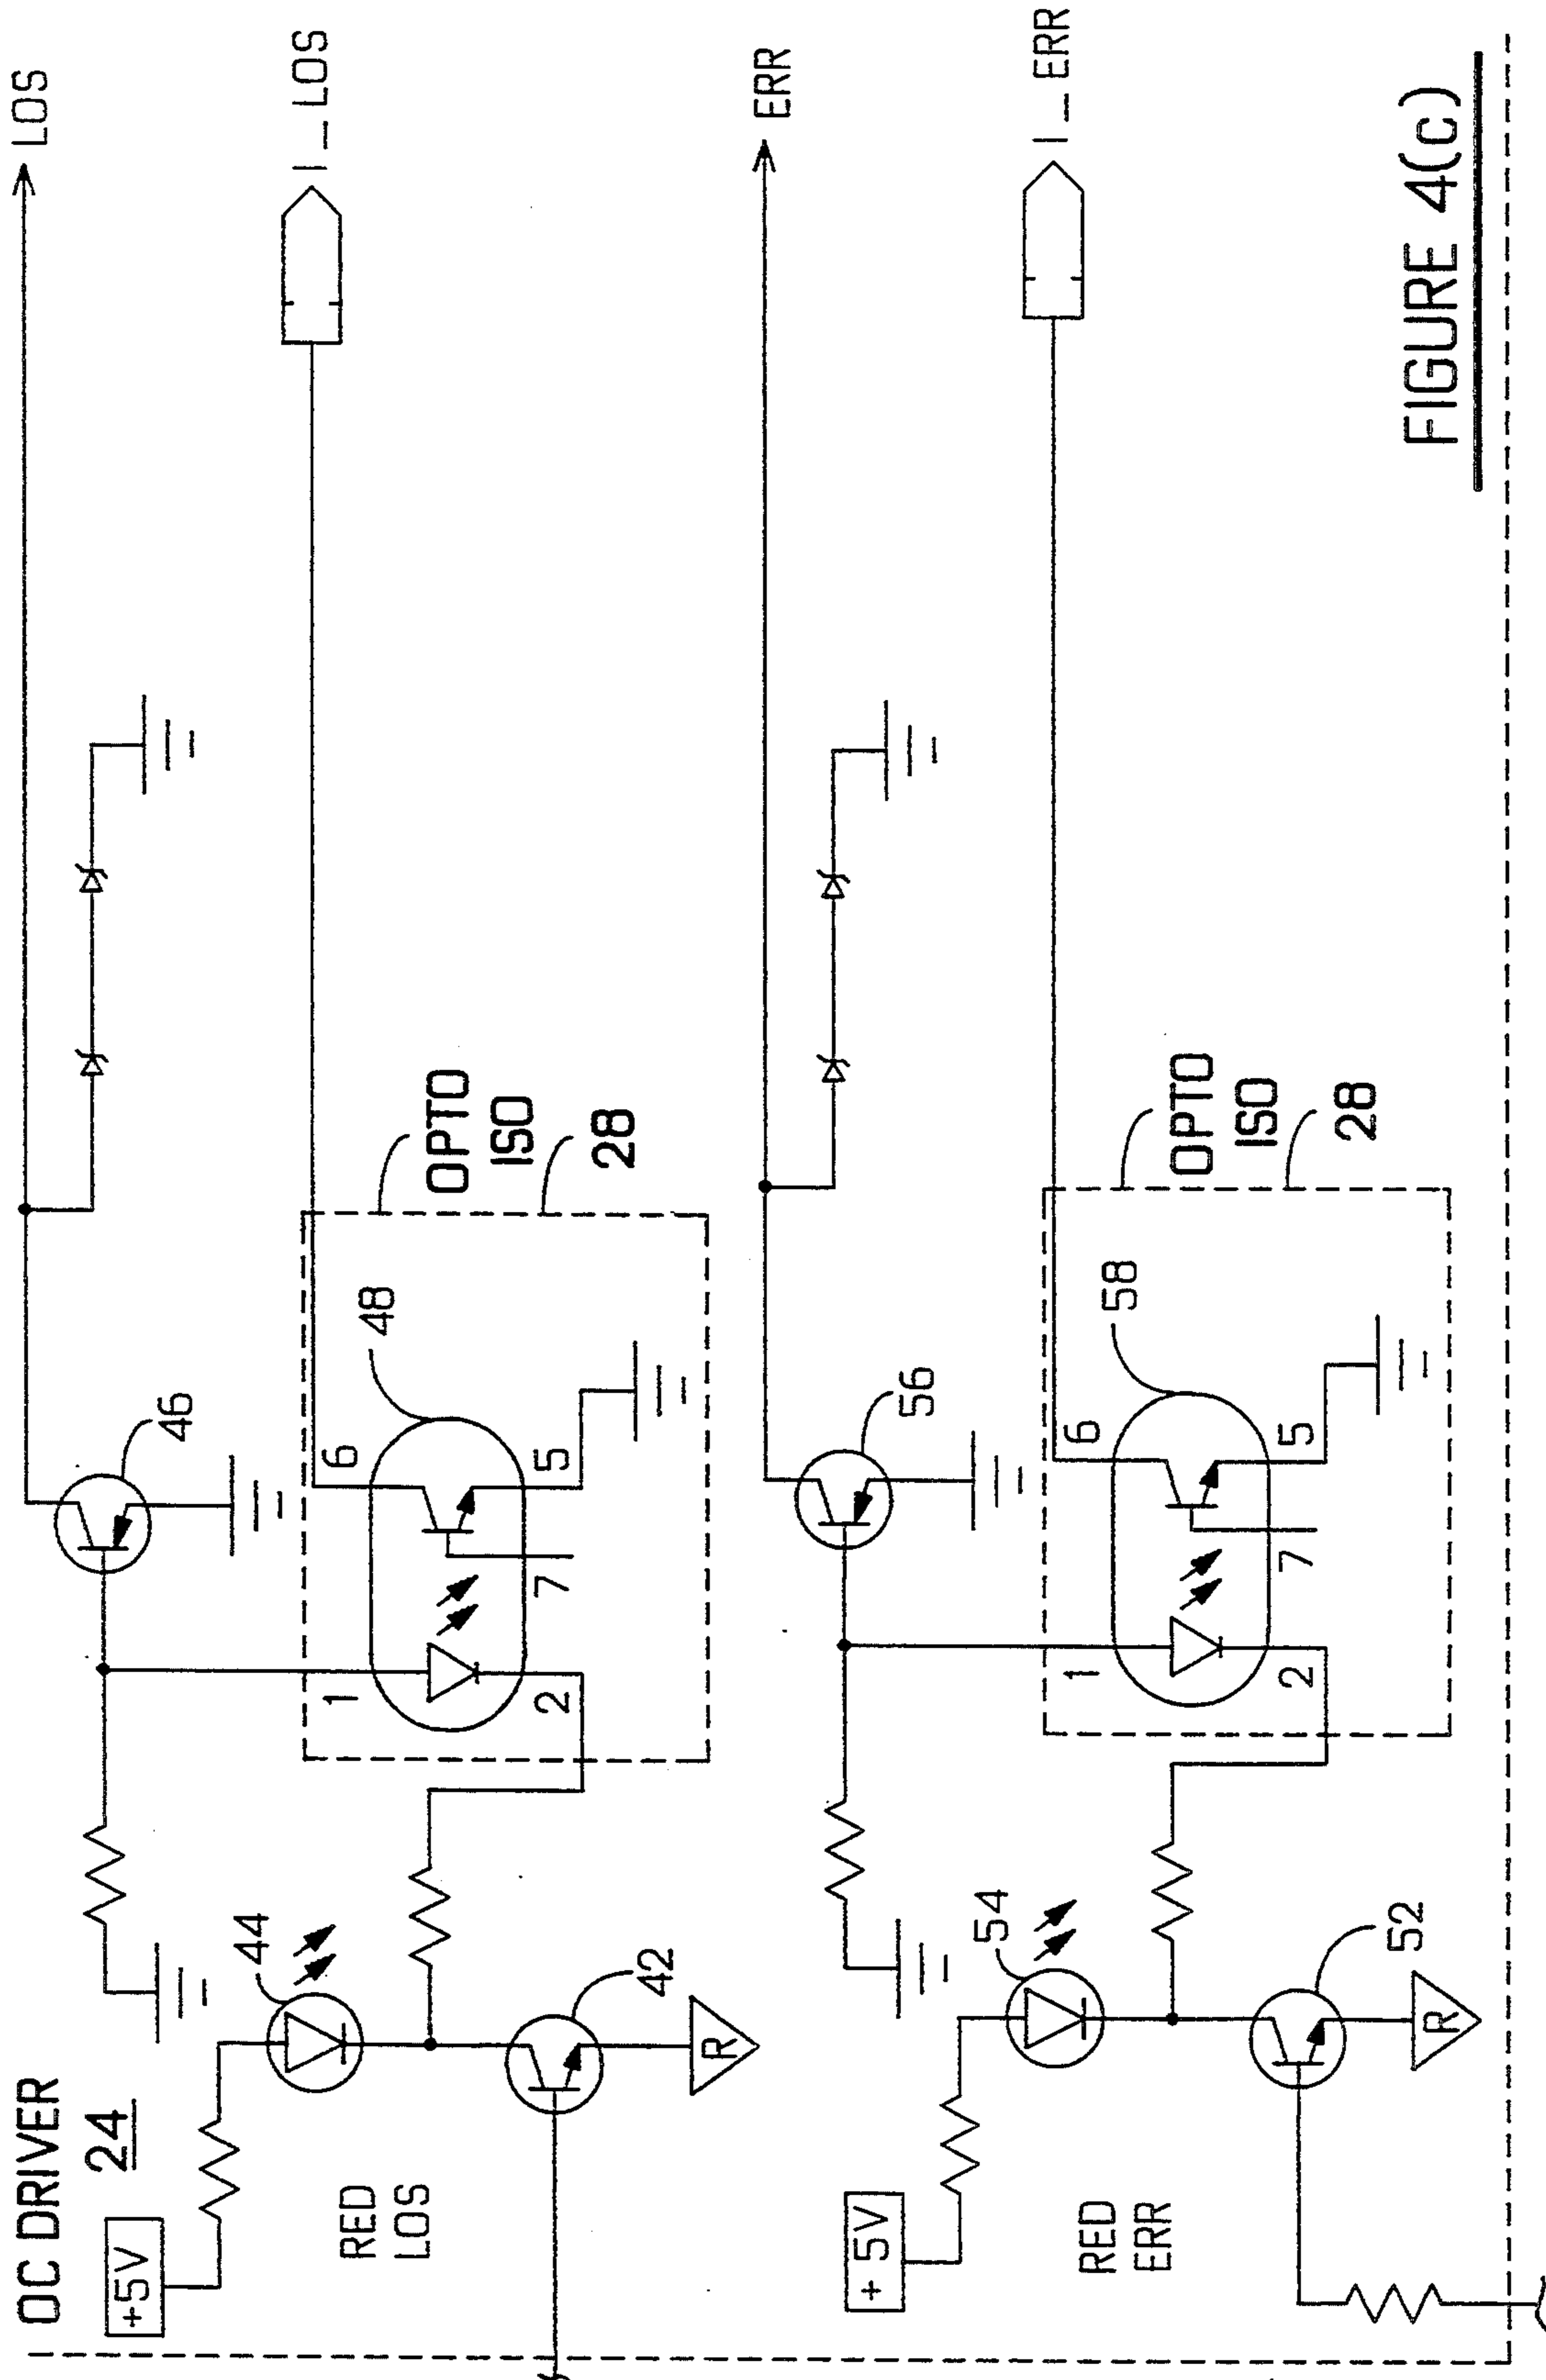 OC DRIVER
24
+5V
RED
LOS
44
42
R
46
1
2
6
5
7
48
OPTO
ISO
28
LOS
I_LOS
+5V
RED
ERR
54
52
R
56
1
2
6
5
7
58
OPTO
ISO
28
ERR
I_ERR
FIGURE 4(c)